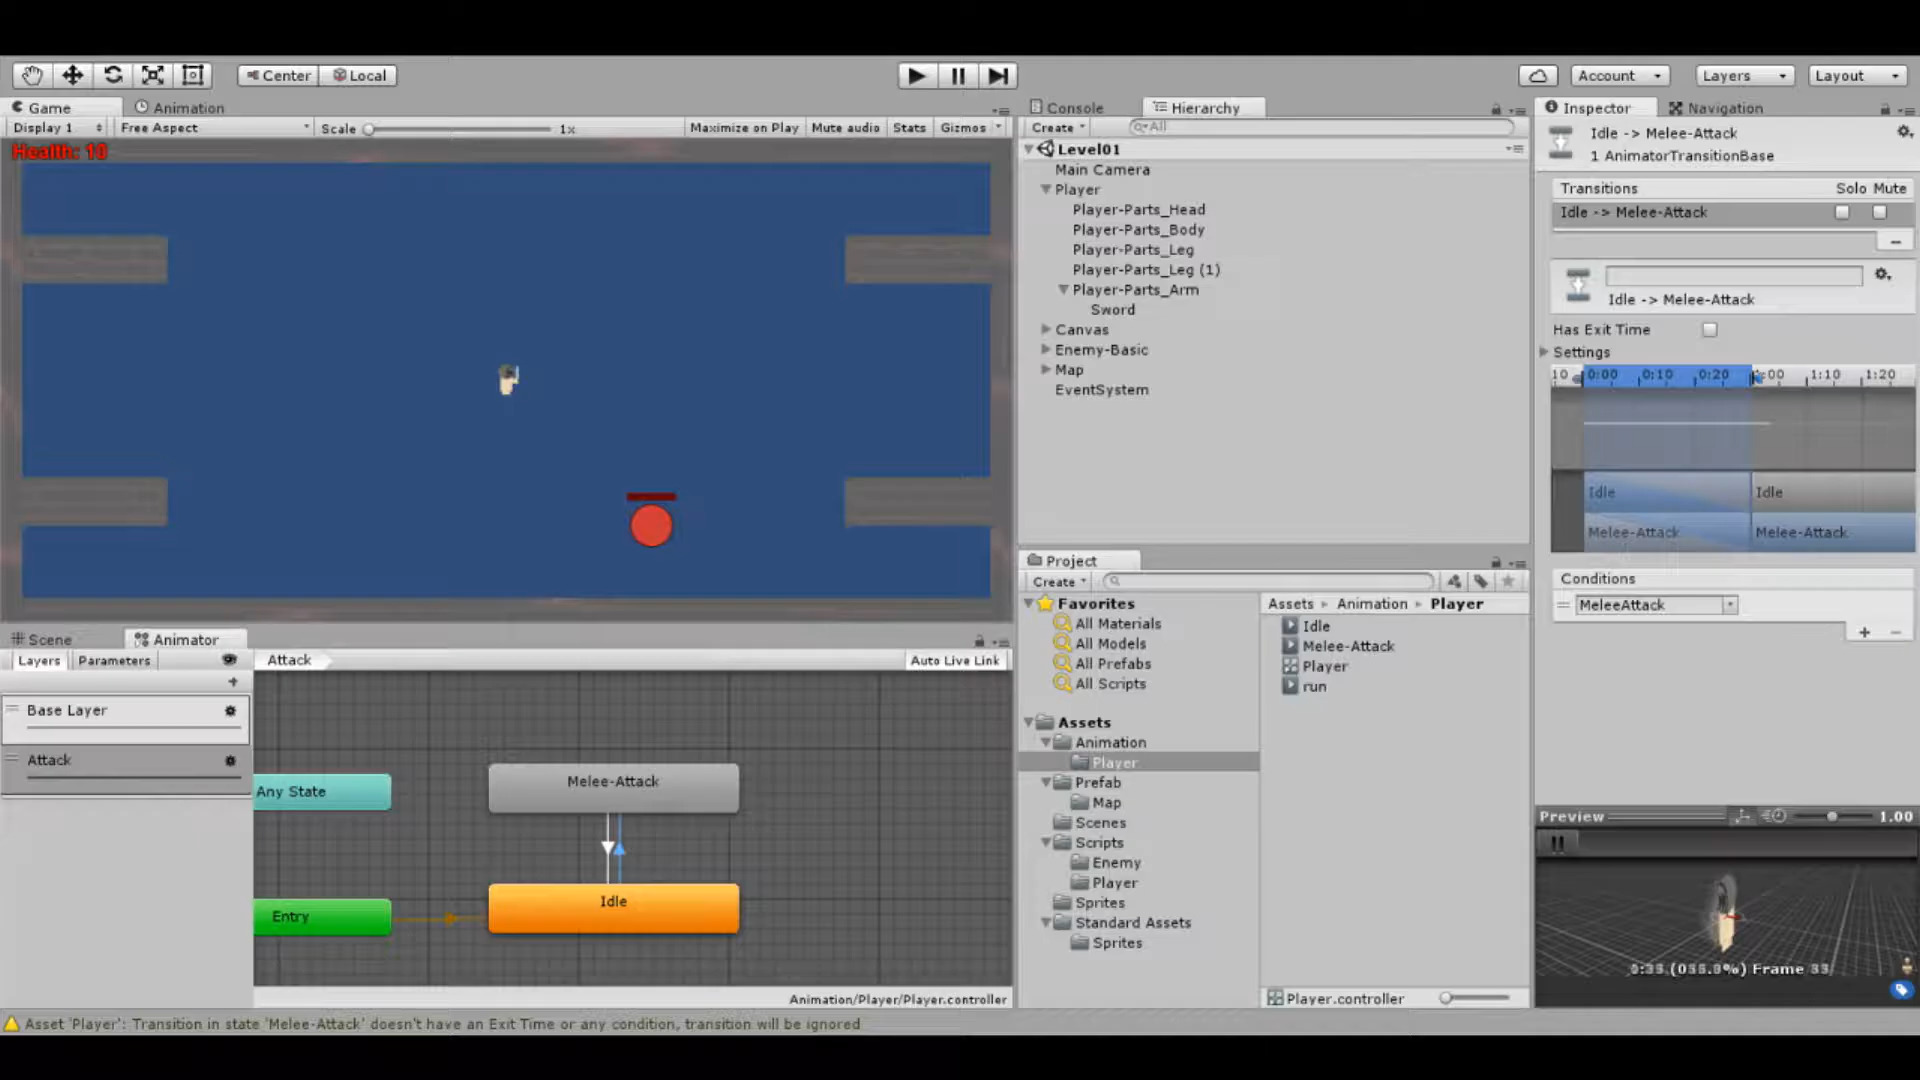 Center Local
Account Layers Layout
Game Animation
Display 1 Free Aspect Scale 1x Maximize on Play Mute audio Stats Gizmos
Health: 10
Scene Animator
Layers Parameters
Attack Auto Live Link
Base Layer
Attack
Any State
Melee-Attack
Entry
Idle
Animation/Player/Player.controller
Console Hierarchy
Create All
Level01
Main Camera
Player
Player-Parts_Head
Player-Parts_Body
Player-Parts_Leg
Player-Parts_Leg (1)
Player-Parts_Arm
Sword
Canvas
Enemy-Basic
Map
EventSystem
Project
Create
Favorites
All Materials
All Models
All Prefabs
All Scripts
Assets
Animation
Player
Prefab
Map
Scenes
Scripts
Enemy
Player
Sprites
Standard Assets
Sprites
Assets Animation Player
Idle
Melee-Attack
Player
run
Player.controller
Inspector Navigation
Idle -> Melee-Attack
1 AnimatorTransitionBase
Transitions Solo Mute
Idle -> Melee-Attack
Idle -> Melee-Attack
Has Exit Time
Settings
10 0:00 0:10 0:20 :00 1:10 1:20
Idle Idle
Melee-Attack Melee-Attack
Conditions
MeleeAttack
Preview 1.00
Frame 33
Asset 'Player': Transition in state 'Melee-Attack' doesn't have an Exit Time or any condition, transition will be ignored